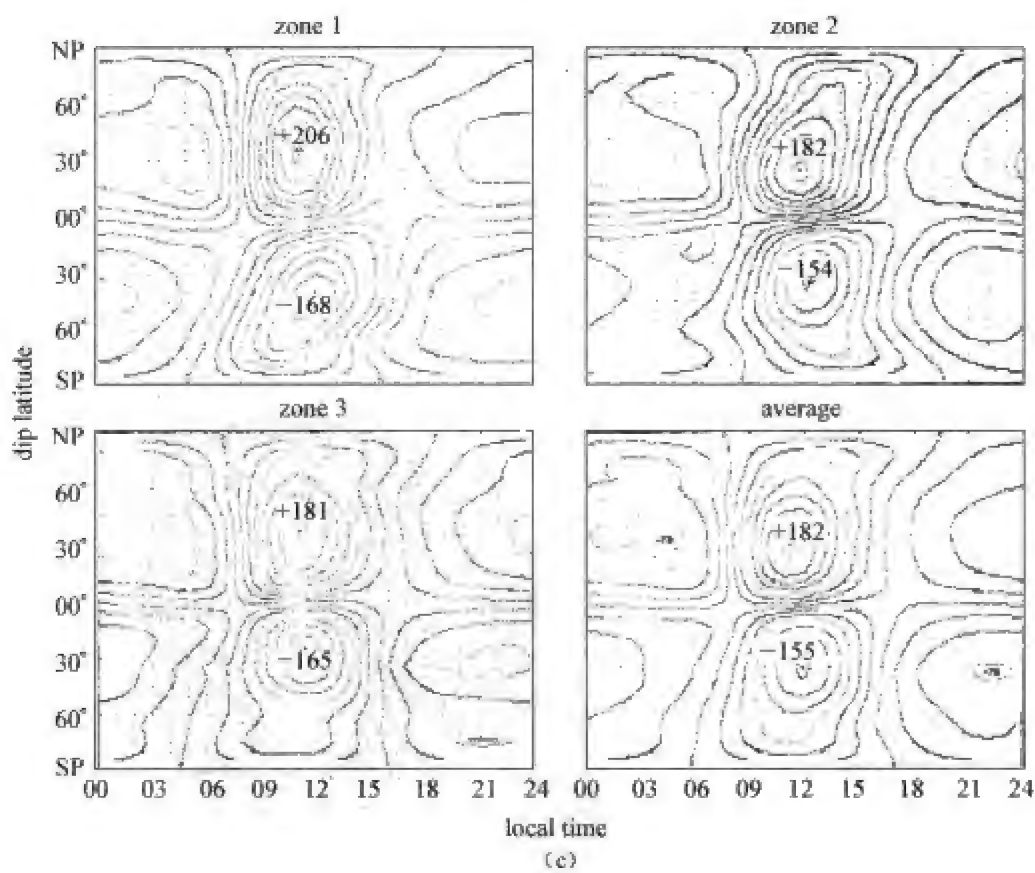 zone 1
zone 2
NP
60°
30°
00°
30°
60°
SP
+206
−168
+182
−154
dip latitude
zone 3
average
NP
60°
30°
00°
30°
60°
SP
+181
−165
+182
−155
00 03 06 09 12 15 18 21 24
00 03 06 09 12 15 18 21 24
local time
(c)